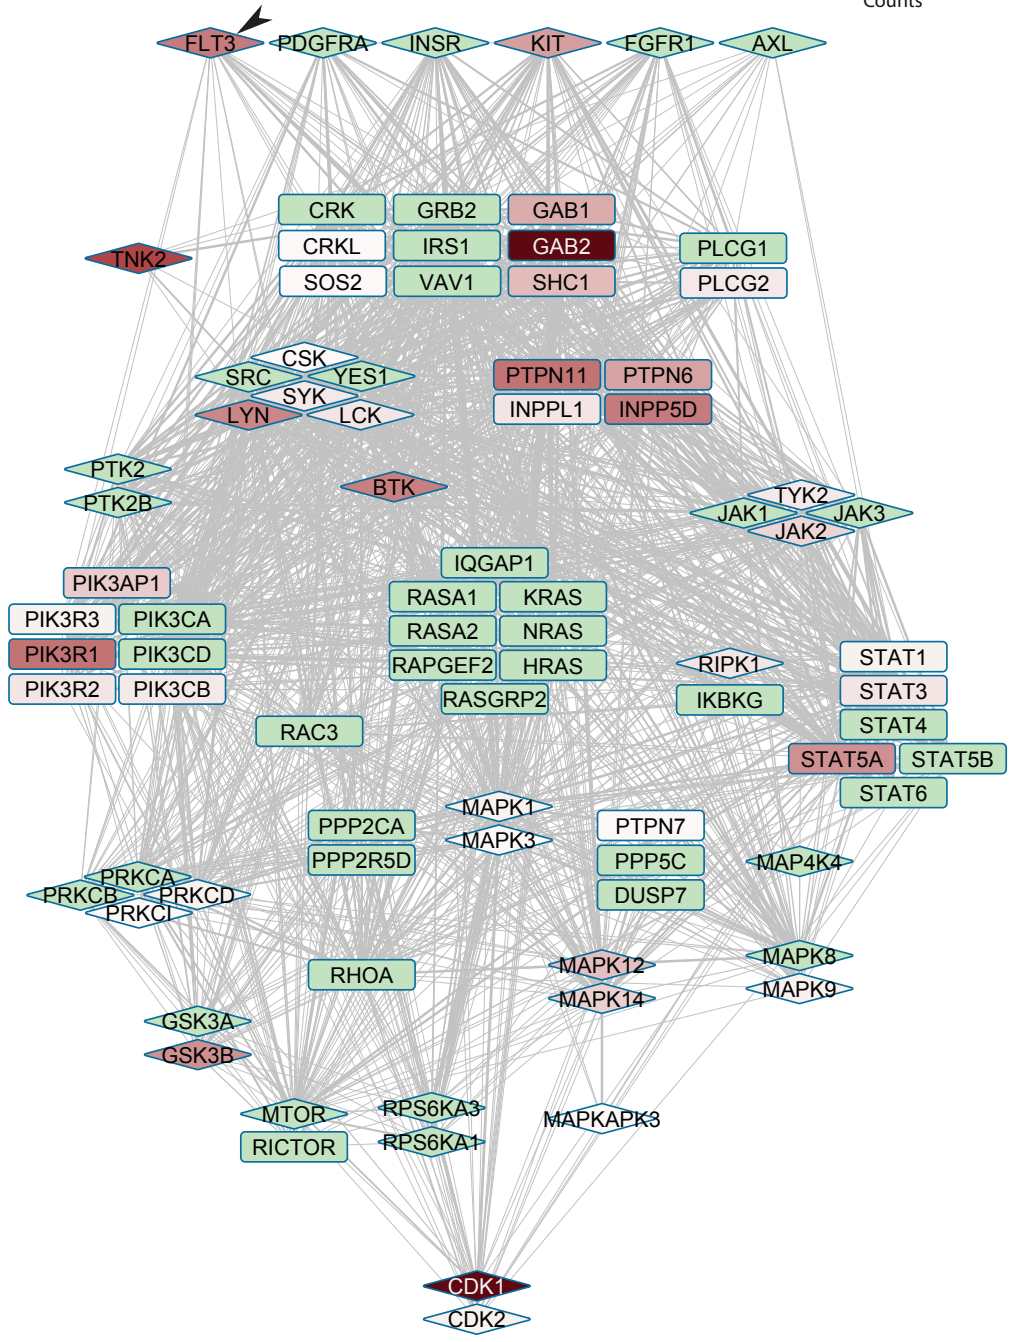 Counts
FLT3 PDGFRA INSR KIT FGFR1 AXL
CRK GRB2 GAB1
TNK2 CRKL IRS1 GAB2 PLCG1
SOS2 VAV1 SHC1 PLCG2
CSK
SRC YES1 PTPN11 PTPN6
SYK
LYN LCK INPPL1 INPP5D
PTK2
BTK
PTK2B
TYK2
JAK1 JAK3
JAK2
IQGAP1
PIK3AP1
RASA1 KRAS
PIK3R3 PIK3CA
RASA2 NRAS
PIK3R1 PIK3CD
RAPGEF2 HRAS RIPK1 STAT1
PIK3R2 PIK3CB
RASGRP2 IKBKG STAT3
RAC3 STAT4
STAT5A STAT5B
STAT6
MAPK1
PPP2CA PTPN7
MAPK3
PPP2R5D PPP5C MAP4K4
PRKCA
PRKCB PRKCD DUSP7
PRKCI
MAPK12 MAPK8
RHOA
MAPK14 MAPK9
GSK3A
GSK3B
MTOR RPS6KA3 MAPKAPK3
RICTOR RPS6KA1
CDK1
CDK2